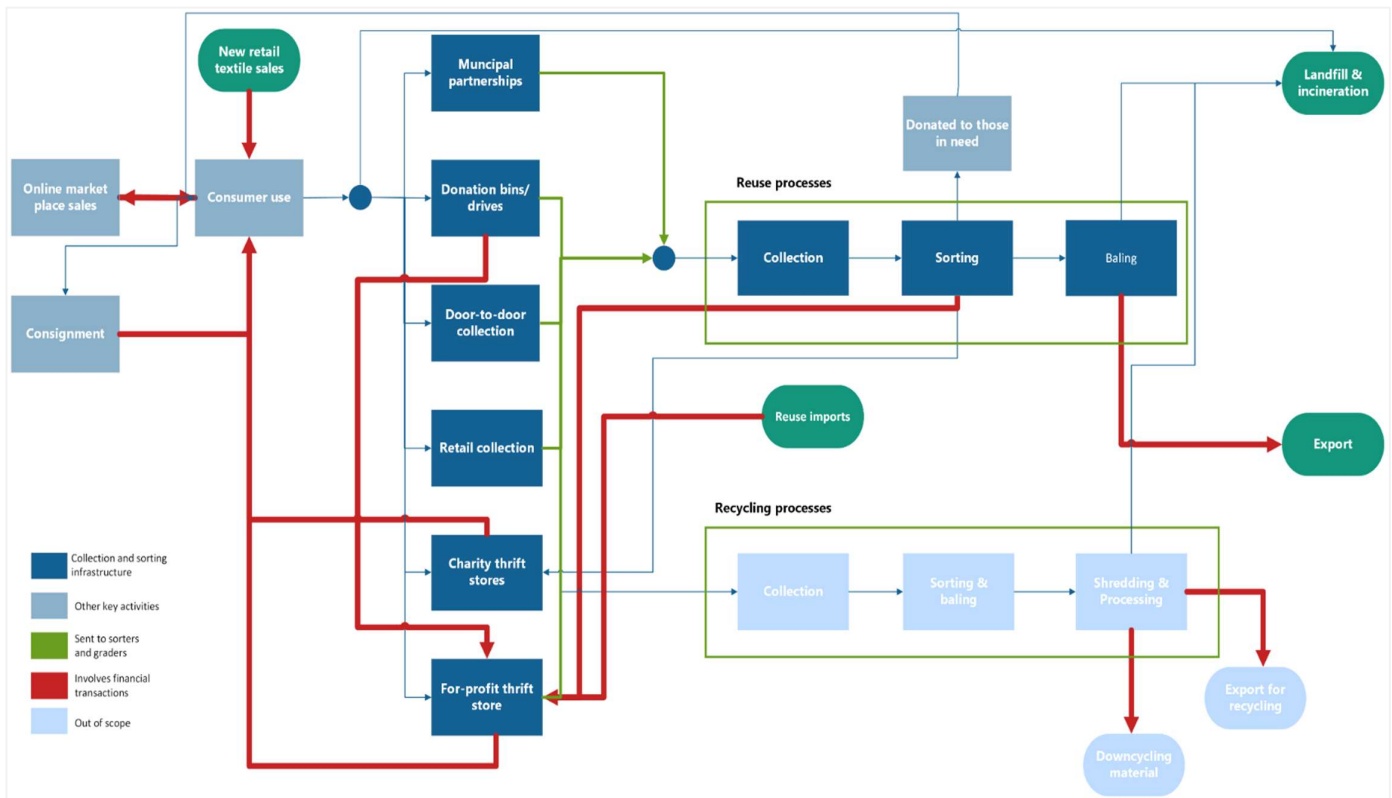 New retail
textile sales
Muncipal
partnerships
Landfill &
incineration
Donated to those
in need
Online market
place sales
Consumer use
Donation bins/
drives
Reuse processes
Collection
Sorting
Baling
Consignment
Door-to-door
collection
Reuse imports
Retail collection
Export
Recycling processes
Charity thrift
stores
Collection
Sorting &
baling
Shredding &
Processing
For-profit thrift
store
Export for
recycling
Downcycling
material
Collection and sorting
infrastructure
Other key activities
Sent to sorters
and graders
Involves financial
transactions
Out of scope